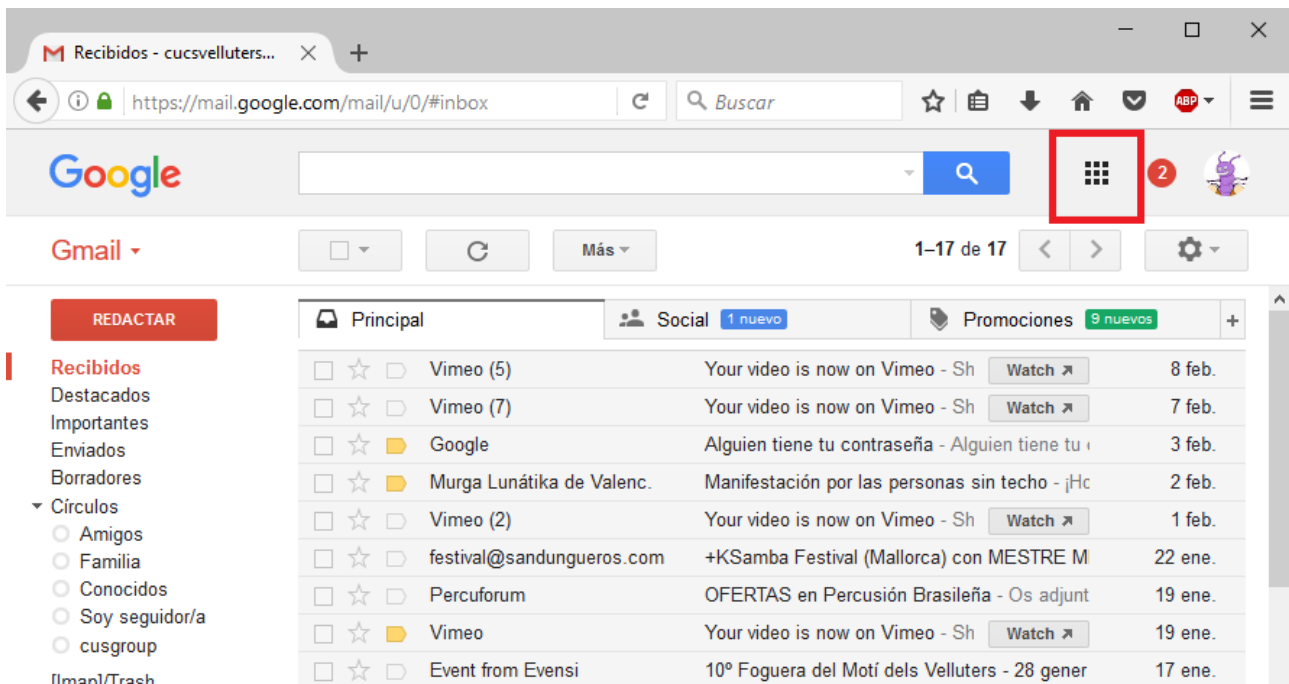 Recibidos - cucsvelluters...
https://mail.google.com/mail/u/0/#inbox
Buscar
ABP
Google
2
Gmail
Más
1–17 de 17
REDACTAR
Recibidos
Destacados
Importantes
Enviados
Borradores
Círculos
Amigos
Familia
Conocidos
Soy seguidor/a
cusgroup
[Imap]/Trash
Principal
Social 1 nuevo
Promociones 9 nuevos
+
Vimeo (5) Your video is now on Vimeo - Sh Watch 8 feb.
Vimeo (7) Your video is now on Vimeo - Sh Watch 7 feb.
Google Alguien tiene tu contraseña - Alguien tiene tu 3 feb.
Murga Lunátika de Valenc. Manifestación por las personas sin techo - ¡Ho 2 feb.
Vimeo (2) Your video is now on Vimeo - Sh Watch 1 feb.
festival@sandungueros.com +KSamba Festival (Mallorca) con MESTRE 22 ene.
Percuforum OFERTAS en Percusión Brasileña - Os adjunt 19 ene.
Vimeo Your video is now on Vimeo - Sh Watch 19 ene.
Event from Evensi 10º Foguera del Motí dels Velluters - 28 gener 17 ene.